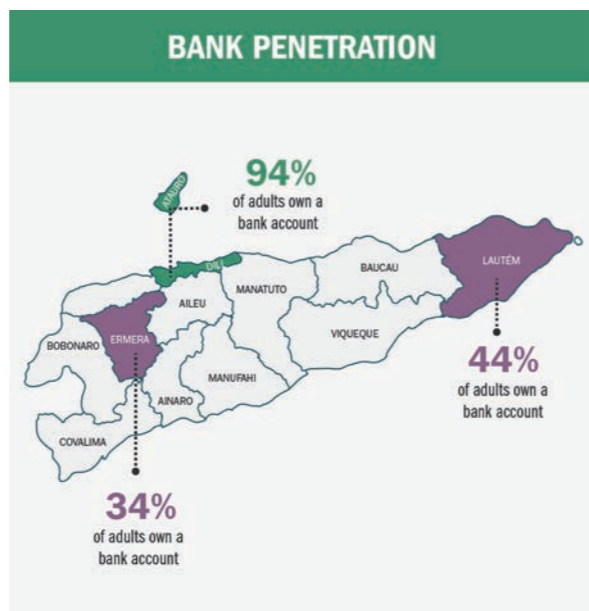 BANK PENETRATION
ATAURO
94%
of adults own a
bank account
DILI
LAUTÉM
BAUCAU
MANATUTO
AILEU
VIQUEQUE
ERMERA
BOBONARO
44%
of adults own a
bank account
MANUFAHI
AINARO
COVALIMA
34%
of adults own a
bank account